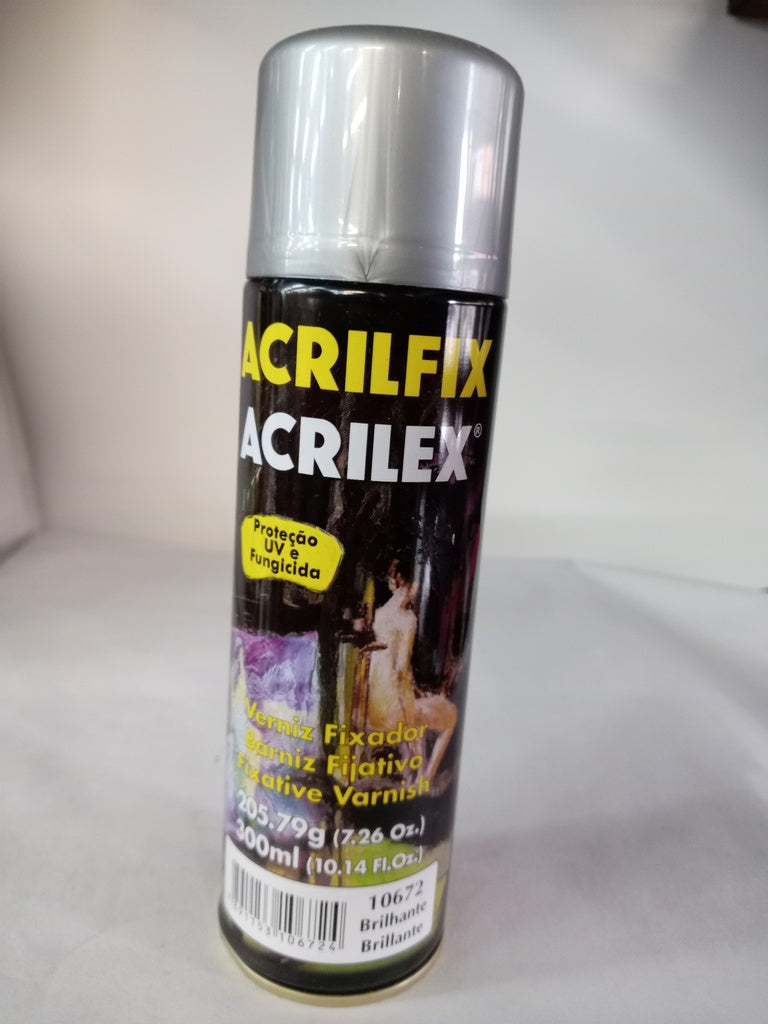 ACRILFIX
ACRILEX®
Proteção
UV e
Fungicida
Verniz Fixador
Barniz Fijativo
Fixative Varnish
205.79g (7.26 Oz.)
300ml (10.14 Fl.Oz.)
10672
Brilhante
Brillante